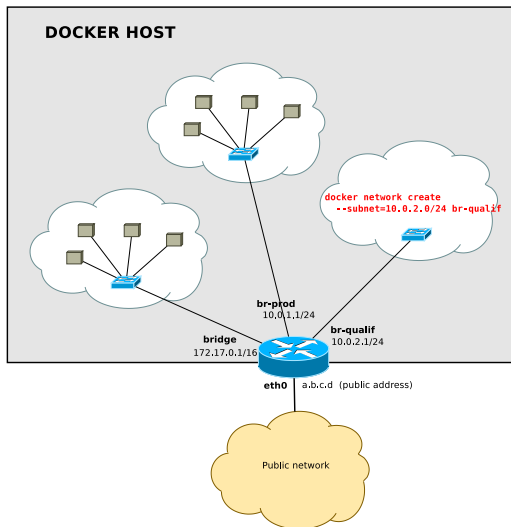 DOCKER HOST
docker network create
--subnet=10.0.2.0/24 br-qualif
br-prod
10.0.1.1/24
br-qualif
10.0.2.1/24
bridge
172.17.0.1/16
eth0 a.b.c.d (public address)
Public network